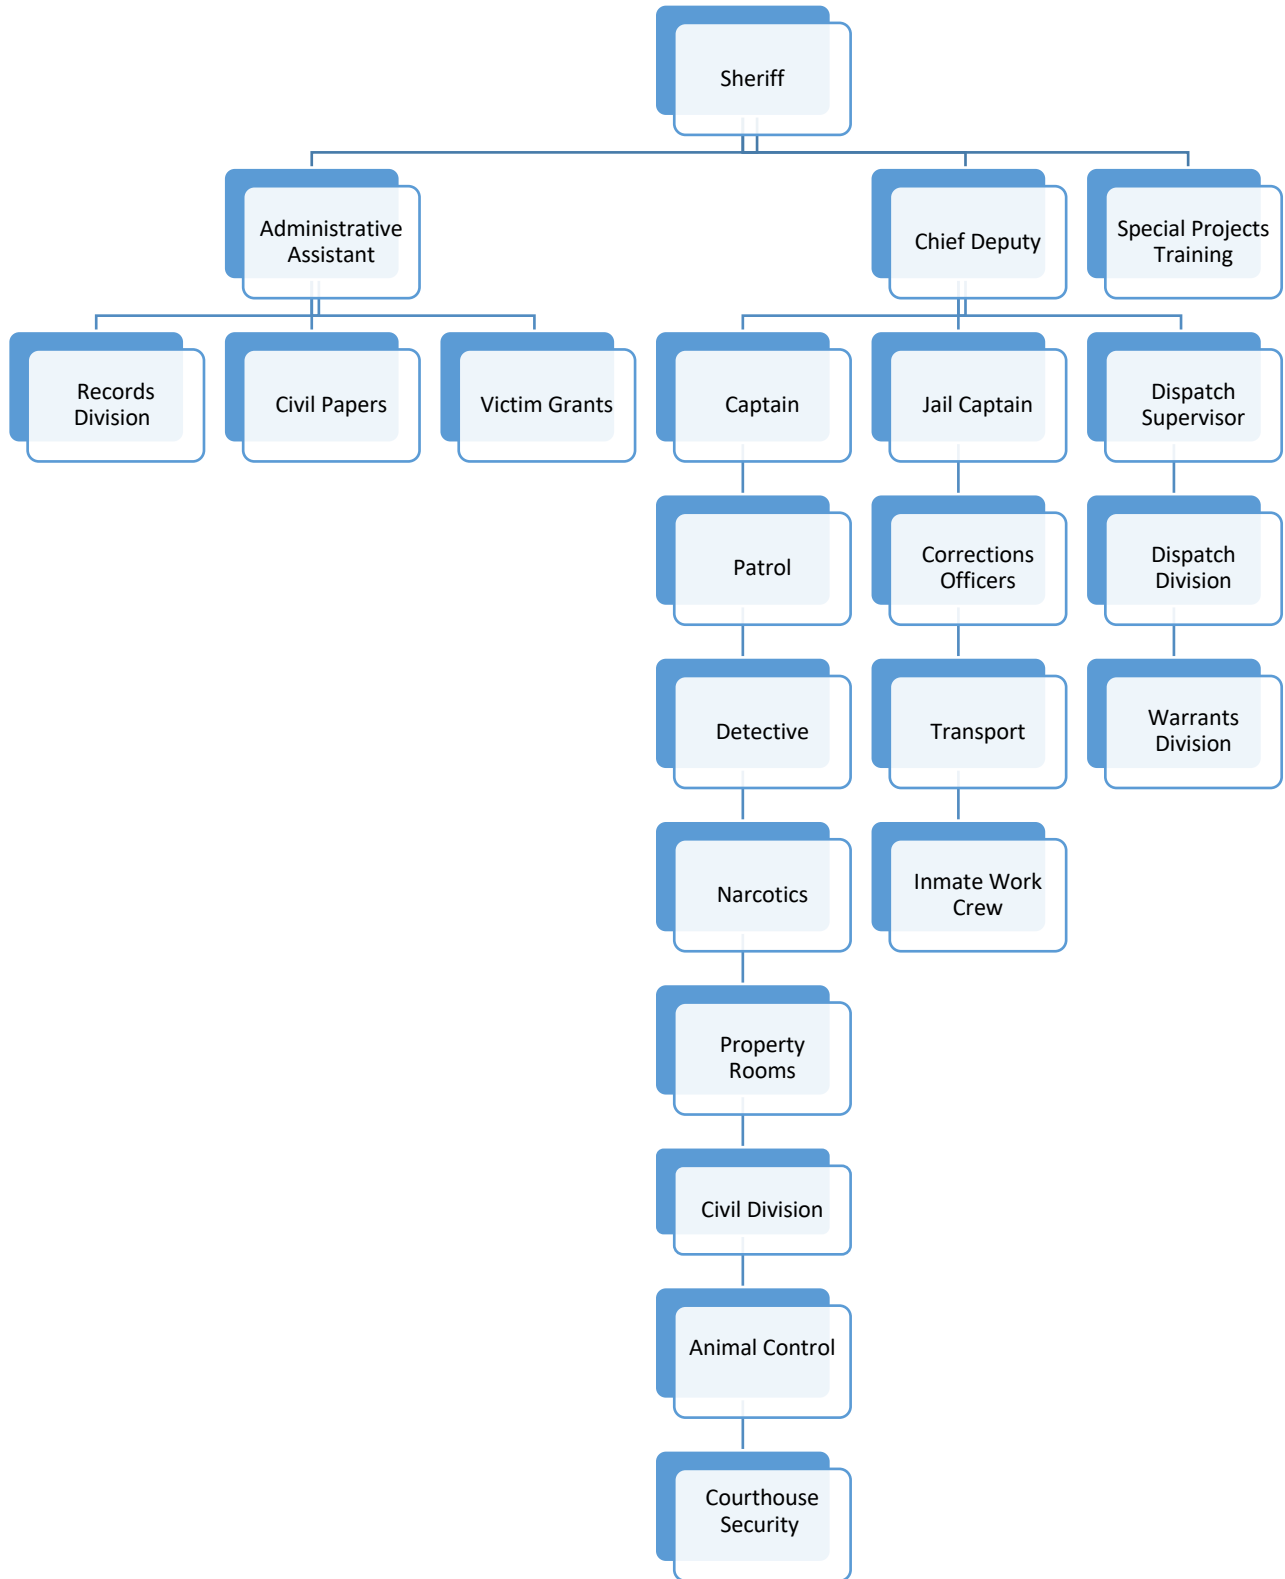 Sheriff
Administrative
Assistant
Chief Deputy
Special Projects
Training
Records
Division
Civil Papers
Victim Grants
Captain
Jail Captain
Dispatch
Supervisor
Patrol
Corrections
Officers
Dispatch
Division
Detective
Transport
Warrants
Division
Narcotics
Inmate Work
Crew
Property
Rooms
Civil Division
Animal Control
Courthouse
Security